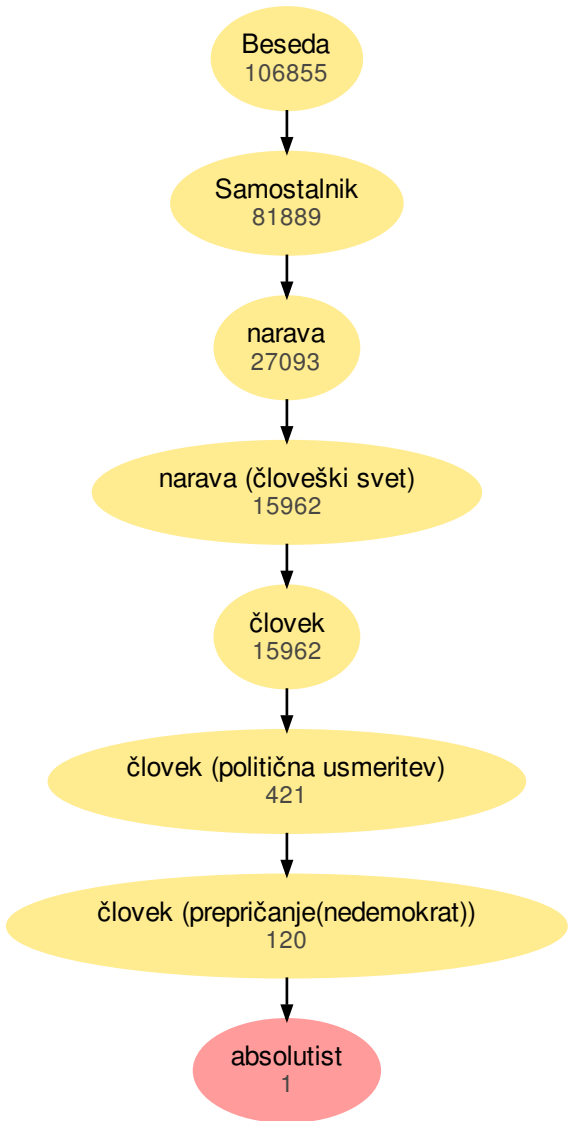 Beseda
106855
Samostalnik
81889
narava
27093
narava (človeški svet)
15962
človek
15962
človek (politična usmeritev)
421
človek (prepričanje(nedemokrat))
120
absolutist
1